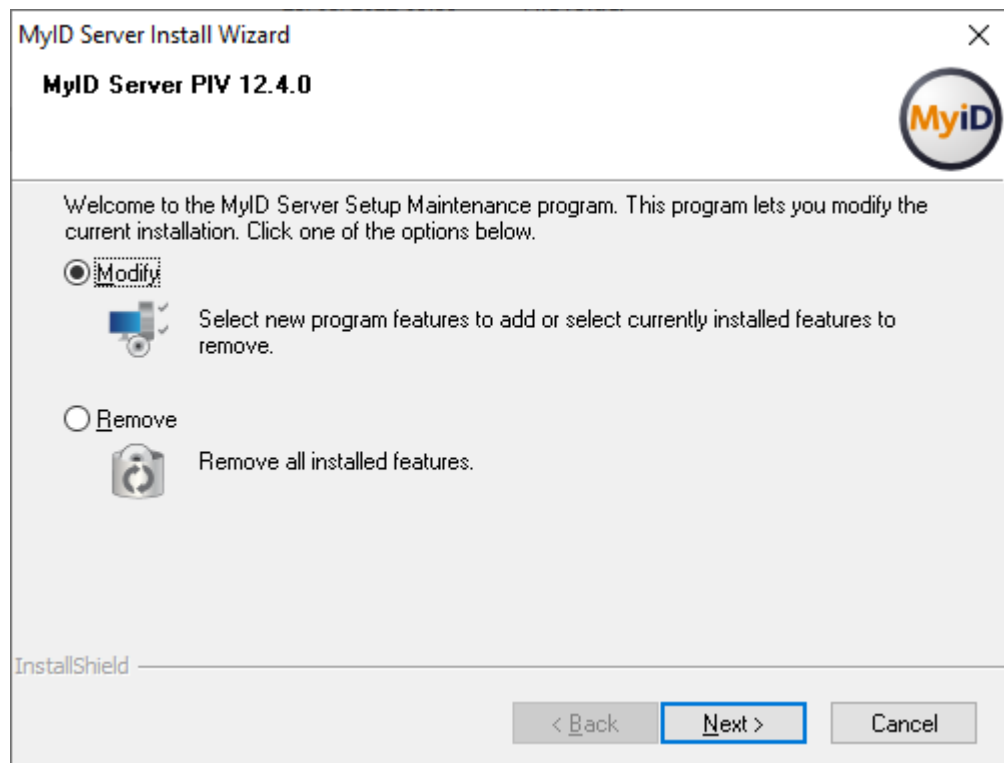 MyID Server Install Wizard
MyID Server PIV 12.4.0
MyiD
Welcome to the MyID Server Setup Maintenance program. This program lets you modify the
current installation. Click one of the options below.
Modify
Select new program features to add or select currently installed features to
remove.
Remove
Remove all installed features.
InstallShield
< Back
Next >
Cancel